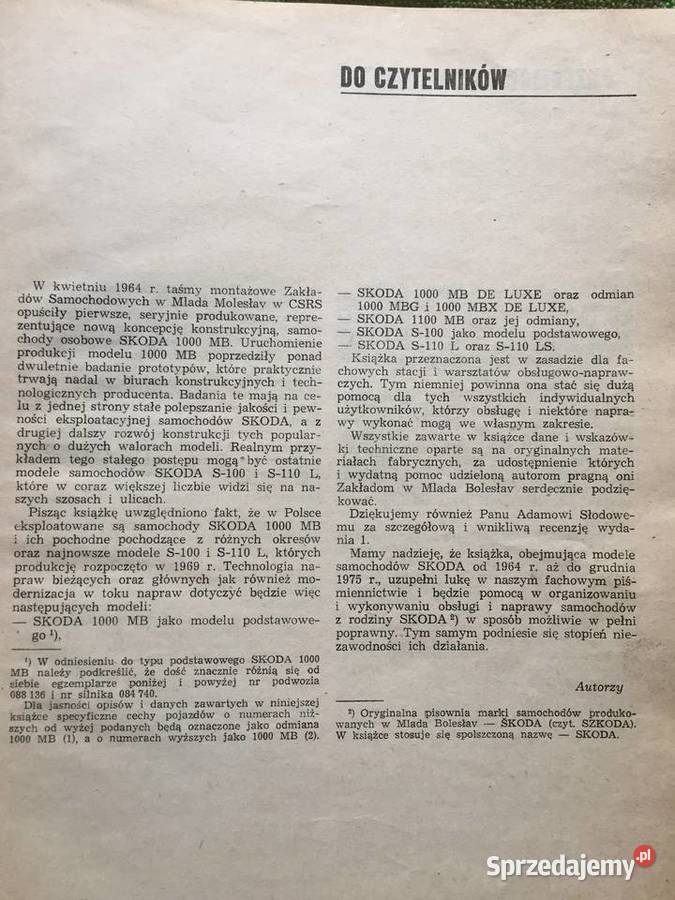 DO CZYTELNIKÓW
W kwietniu 1964 r. taśmy montażowe Zakła-
dów Samochodowych w Mlada Molesłav w CSRS
opuściły pierwsze, seryjnie produkowane, repre-
zentujące nową koncepcję konstrukcyjną, samo-
chody osobowe SKODA 1000 MB. Uruchomienie
produkcji modelu 1000 MB poprzedziły ponad
dwuletnie badanie prototypów, które praktycznie
trwają nadal w biurach konstrukcyjnych i tech-
nologicznych producenta. Badania te mają na ce-
lu z jednej strony stałe polepszanie jakości i pew-
ności eksploatacyjnej samochodów SKODA, a z
drugiej dalszy rozwój konstrukcji tych popular-
nych o dużych walorach modeli. Realnym przy-
kładem tego stałego postępu mogą być ostatnie
modele samochodów SKODA S-100 i S-110 L,
które w coraz większej liczbie widzi się na na-
szych szosach i ulicach.
Pisząc książkę uwzględniono fakt, że w Polsce
eksploatowane są samochody SKODA 1000 MB
i ich pochodne pochodzące z różnych okresów
oraz najnowsze modele S-100 i S-110 L, których
produkcję rozpoczęto w 1969 r. Technologia na-
praw bieżących oraz głównych jak również mo-
dernizacja w toku napraw dotyczyć będzie więc
następujących modeli:
— SKODA 1000 MB jako modelu podstawowe-
go ¹),
¹) W odniesieniu do typu podstawowego SKODA 1000
MB należy podkreślić, że dość znacznie różnią się od
siebie egzemplarze poniżej i powyżej nr podwozia
088 136 i nr silnika 084 740.
Dla jasności opisów i danych zawartych w niniejszej
książce specyficzne cechy pojazdów o numerach niż-
szych od wyżej podanych będą oznaczone jako odmiana
1000 MB (1), a o numerach wyższych jako 1000 MB (2).
— SKODA 1000 MB DE LUXE oraz odmian
1000 MBG i 1000 MBX DE LUXE,
— SKODA 1100 MB oraz jej odmiany,
— SKODA S-100 jako modelu podstawowego,
— SKODA S-110 L oraz S-110 LS.
Książka przeznaczona jest w zasadzie dla fa-
chowych stacji i warsztatów obsługowo-napraw-
czych. Tym niemniej powinna ona stać się dużą
pomocą dla tych wszystkich indywidualnych
użytkowników, którzy obsługę i niektóre napra-
wy wykonać mogą we własnym zakresie.
Wszystkie zawarte w książce dane i wskazów-
ki techniczne oparte są na oryginalnych mate-
riałach fabrycznych, za udostępnienie których
i wydatną pomoc udzieloną autorom pragną oni
Zakładom w Mlada Bolesłav serdecznie podzię-
kować.
Dziękujemy również Panu Adamowi Słodowe-
mu za szczegółową i wnikliwą recenzję wyda-
nia 1.
Mamy nadzieję, że książka, obejmująca modele
samochodów SKODA od 1964 r. aż do grudnia
1975 r., uzupełni lukę w naszym fachowym piś-
miennictwie i będzie pomocą w organizowaniu
i wykonywaniu obsługi i naprawy samochodów
z rodziny SKODA ²) w sposób możliwie w pełni
poprawny. Tym samym podniesie się stopień nie-
zawodności ich działania.
Autorzy
²) Oryginalna pisownia marki samochodów produko-
wanych w Mlada Bolesłav — ŠKODA (czyt. SZKODA).
W książce stosuje się spolszczoną nazwę — SKODA.
Sprzedajemy.pl